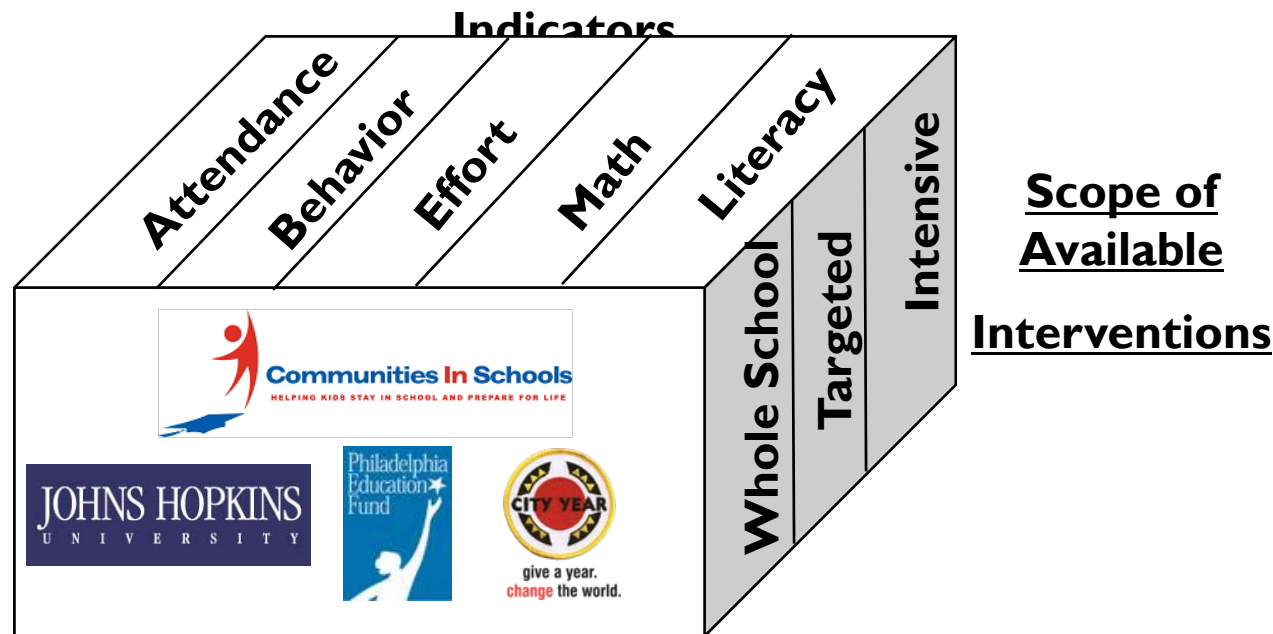 Indicators
Attendance
Behavior
Effort
Math
Literacy
Whole School
Targeted
Intensive
Scope of
Available
Interventions
Communities In Schools
HELPING KIDS STAY IN SCHOOL AND PREPARE FOR LIFE
JOHNS HOPKINS
UNIVERSITY
Philadelphia
Education
Fund
CITY YEAR
give a year.
change the world.